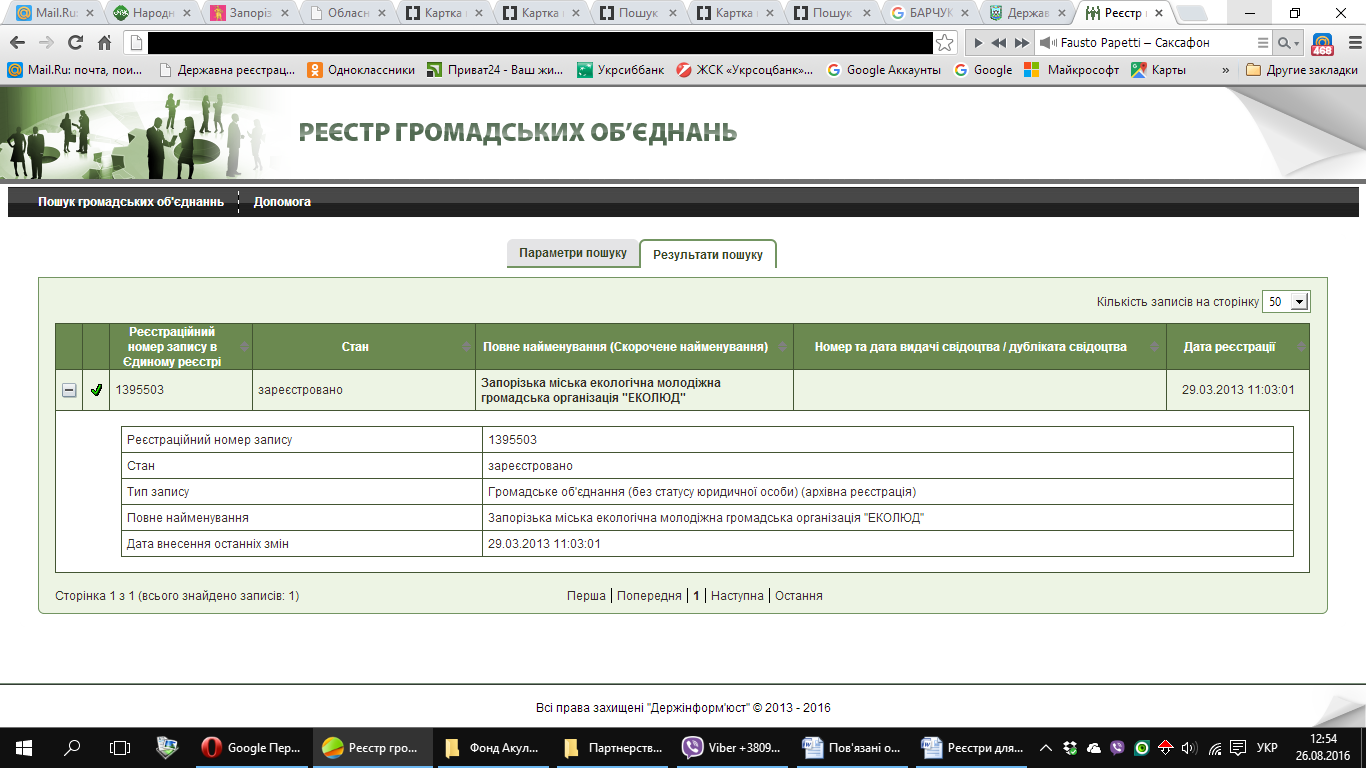 Mail.Ru:
Народн
Запоріз
Обласн
Картка
Картка
Пошук
Картка
Пошук
БАРЧУК
Держав
Реєстр
Fausto Papetti – Саксафон
468
Mail.Ru: почта, пои...
Державна реєстрац...
Одноклассники
Приват24 - Ваш жи...
Укрсиббанк
ЖСК «Укрсоцбанк»...
Google Аккаунты
Google
Майкрософт
Карты
»
Другие закладки
РЕЄСТР ГРОМАДСЬКИХ ОБ’ЄДНАНЬ
Пошук громадських об'єднаннь
Допомога
Параметри пошуку
Результати пошуку
Кількість записів на сторінку 50
Реєстраційний
номер запису в
Єдиному реєстрі
Стан
Повне найменування (Скорочене найменування)
Номер та дата видачі свідоцтва / дубліката свідоцтва
Дата реєстрації
1395503
зареєстровано
Запорізька міська екологічна молодіжна
громадська організація "ЕКОЛЮД"
29.03.2013 11:03:01
Реєстраційний номер запису 1395503
Стан зареєстровано
Тип запису Громадське об'єднання (без статусу юридичної особи) (архівна реєстрація)
Повне найменування Запорізька міська екологічна молодіжна громадська організація "ЕКОЛЮД"
Дата внесення останніх змін 29.03.2013 11:03:01
Сторінка 1 з 1 (всього знайдено записів: 1)
Перша | Попередня | 1 | Наступна | Остання
Всі права захищені "Держінформ'юст" © 2013 - 2016
Google Пер...
Реєстр гро...
Фонд Акул...
Партнерств...
Viber +3809...
Пов'язані о...
Реєстри для...
УКР
12:54
26.08.2016